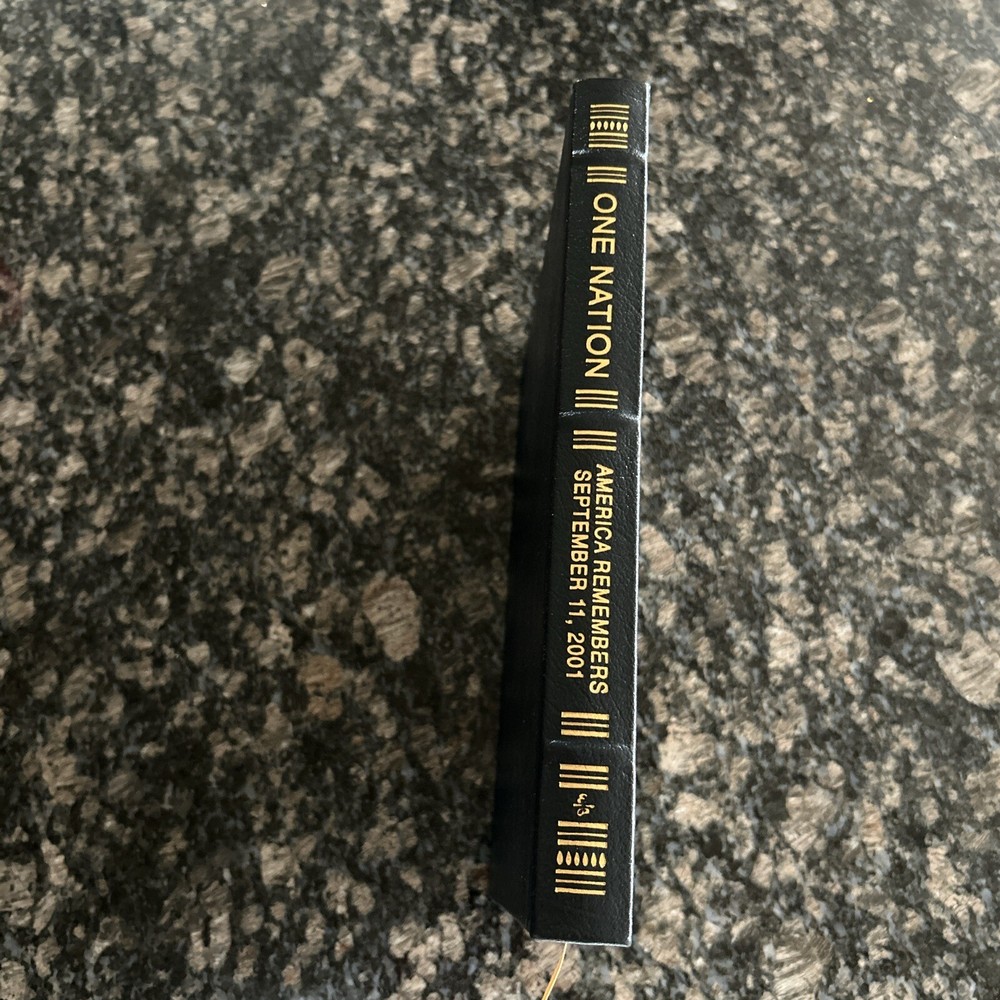 ONE NATION
AMERICA REMEMBERS
SEPTEMBER 11, 2001